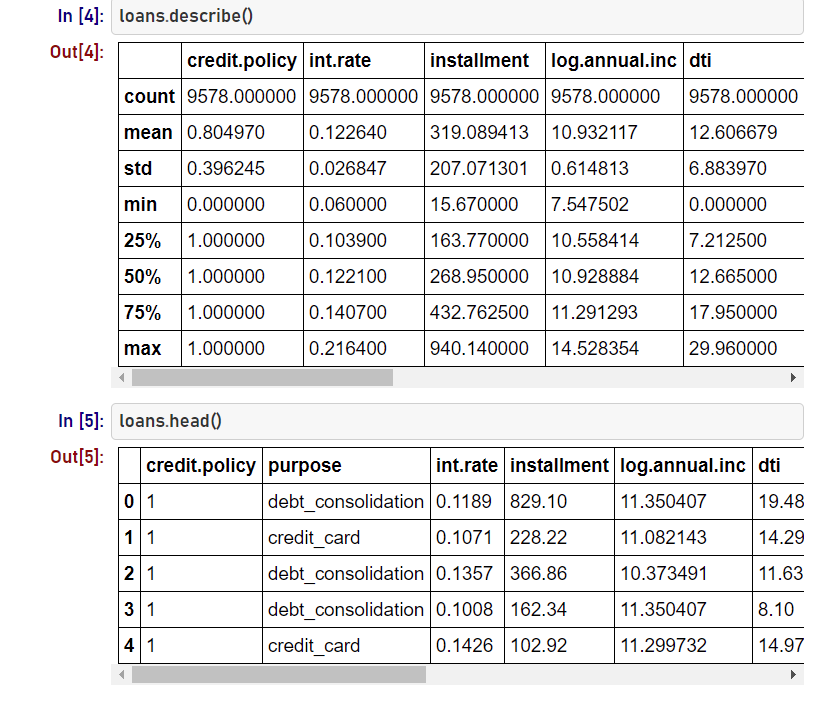 In [4]: loans.describe()
Out[4]:
credit.policy int.rate installment log.annual.inc dti
count 9578.000000 9578.000000 9578.000000 9578.000000 9578.000000
mean 0.804970 0.122640 319.089413 10.932117 12.606679
std 0.396245 0.026847 207.071301 0.614813 6.883970
min 0.000000 0.060000 15.670000 7.547502 0.000000
25% 1.000000 0.103900 163.770000 10.558414 7.212500
50% 1.000000 0.122100 268.950000 10.928884 12.665000
75% 1.000000 0.140700 432.762500 11.291293 17.950000
max 1.000000 0.216400 940.140000 14.528354 29.960000
In [5]: loans.head()
Out[5]:
credit.policy purpose int.rate installment log.annual.inc dti
0 1 debt_consolidation 0.1189 829.10 11.350407 19.48
1 1 credit_card 0.1071 228.22 11.082143 14.29
2 1 debt_consolidation 0.1357 366.86 10.373491 11.63
3 1 debt_consolidation 0.1008 162.34 11.350407 8.10
4 1 credit_card 0.1426 102.92 11.299732 14.97